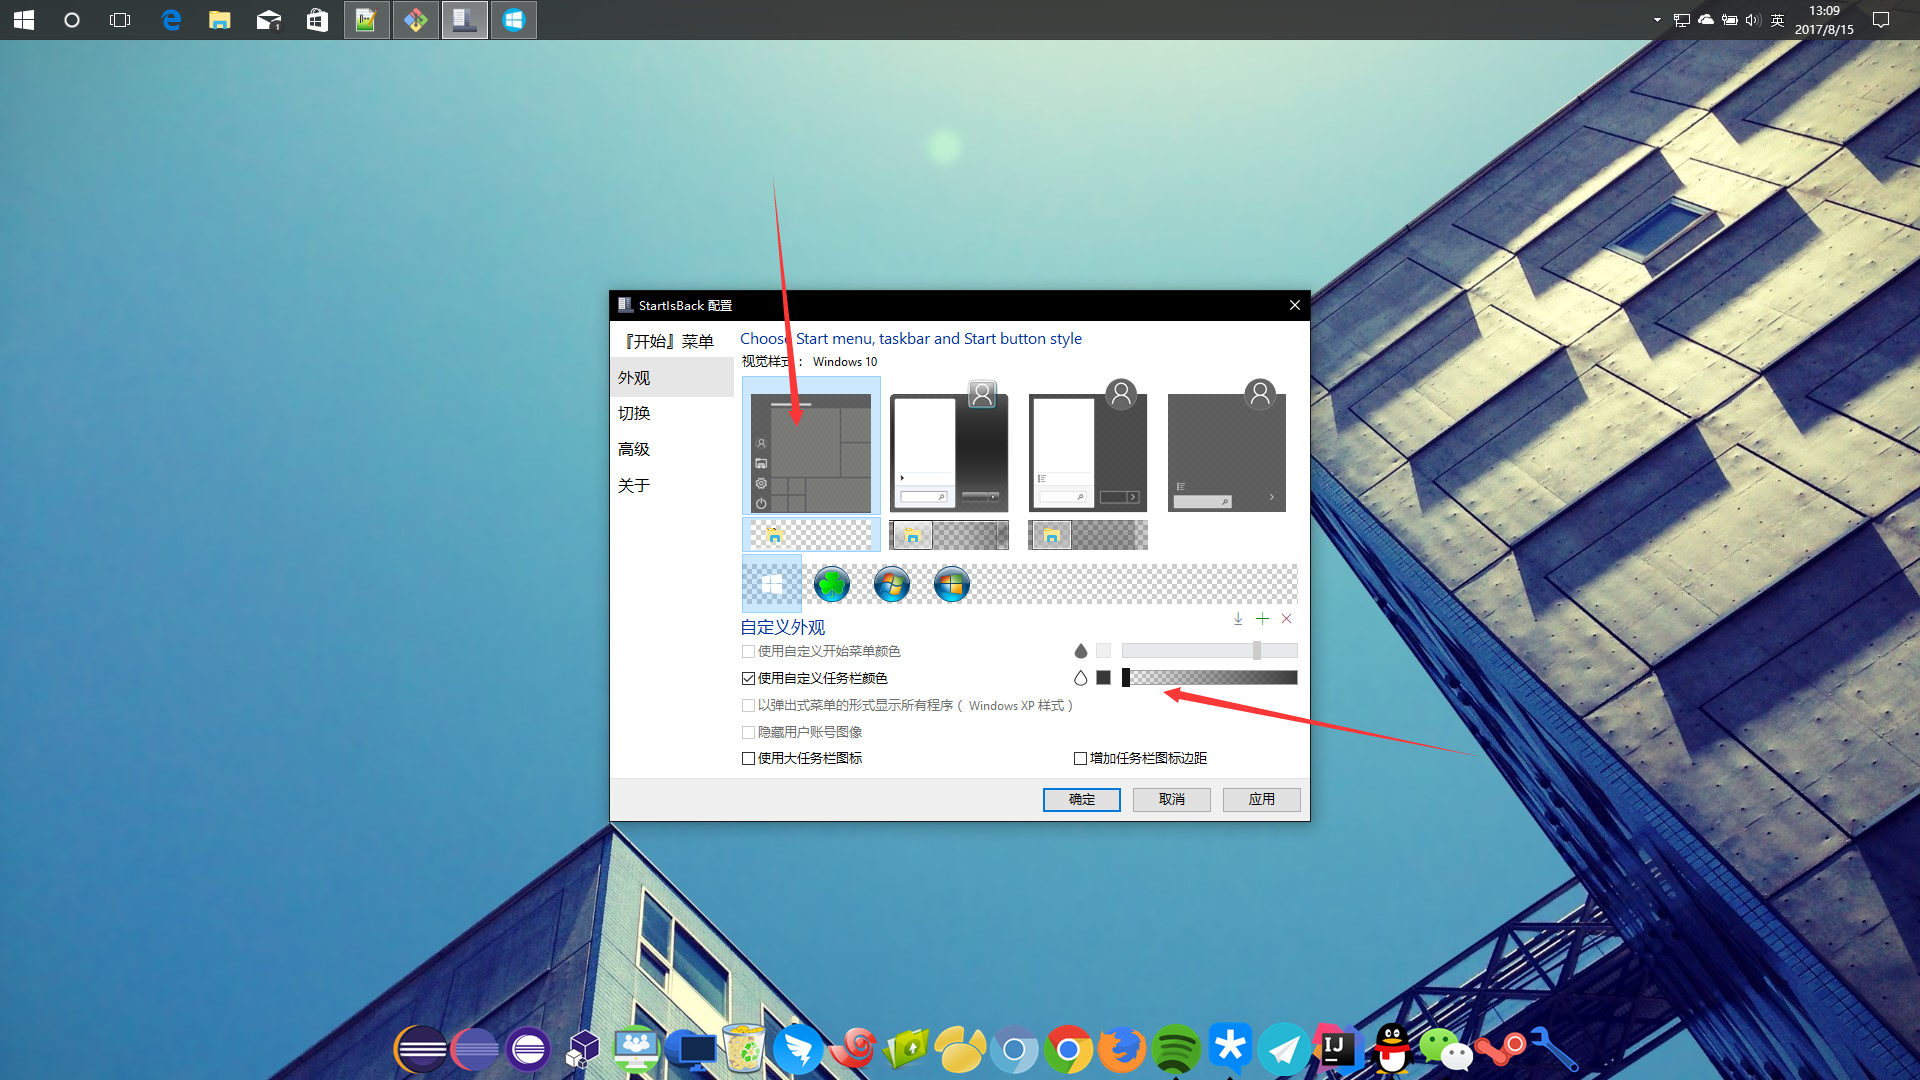 1
英
13:09
2017/8/15
StartIsBack 配置
『开始』菜单
外观
切换
高级
关于
Choose Start menu, taskbar and Start button style
视觉样式： Windows 10
自定义外观
使用自定义开始菜单颜色
使用自定义任务栏颜色
以弹出式菜单的形式显示所有程序（ Windows XP 样式 ）
隐藏用户账号图像
使用大任务栏图标
增加任务栏图标边距
确定
取消
应用
IJ